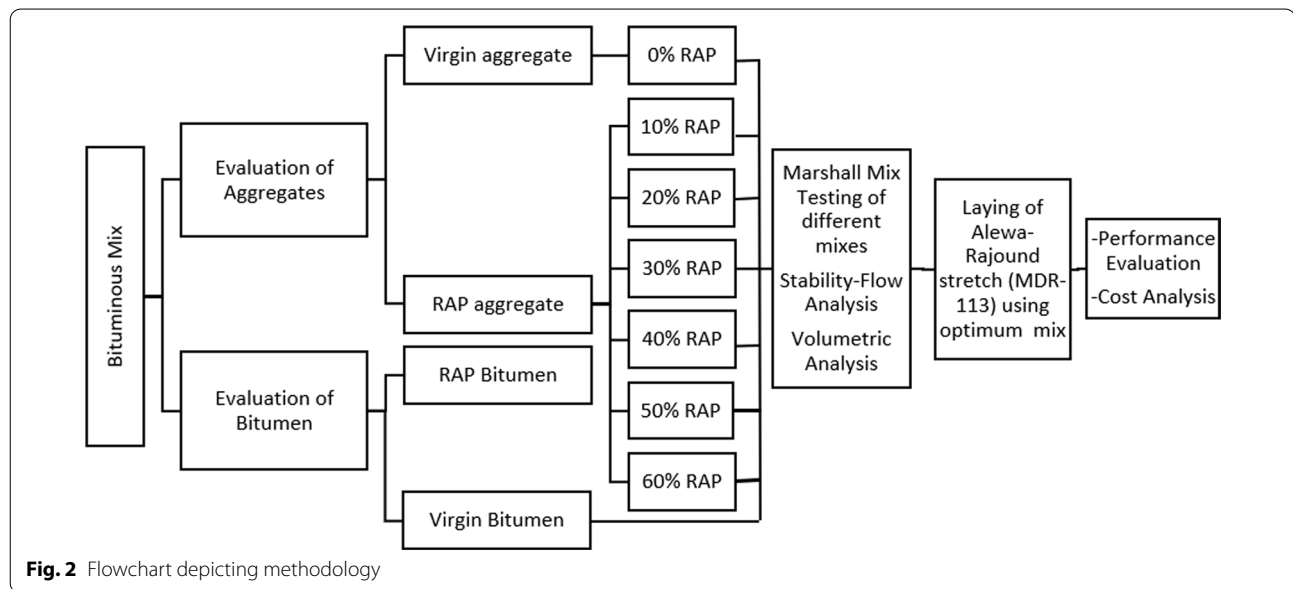 Bituminous Mix
Evaluation of
Aggregates
Evaluation of
Bitumen
Virgin aggregate
RAP aggregate
RAP Bitumen
Virgin Bitumen
0% RAP
10% RAP
20% RAP
30% RAP
40% RAP
50% RAP
60% RAP
Marshall Mix
Testing of
different
mixes
Stability-Flow
Analysis
Volumetric
Analysis
Laying of
Alewa-
Rajound
stretch (MDR-
113) using
optimum mix
-Performance
Evaluation
-Cost Analysis
Fig. 2 Flowchart depicting methodology